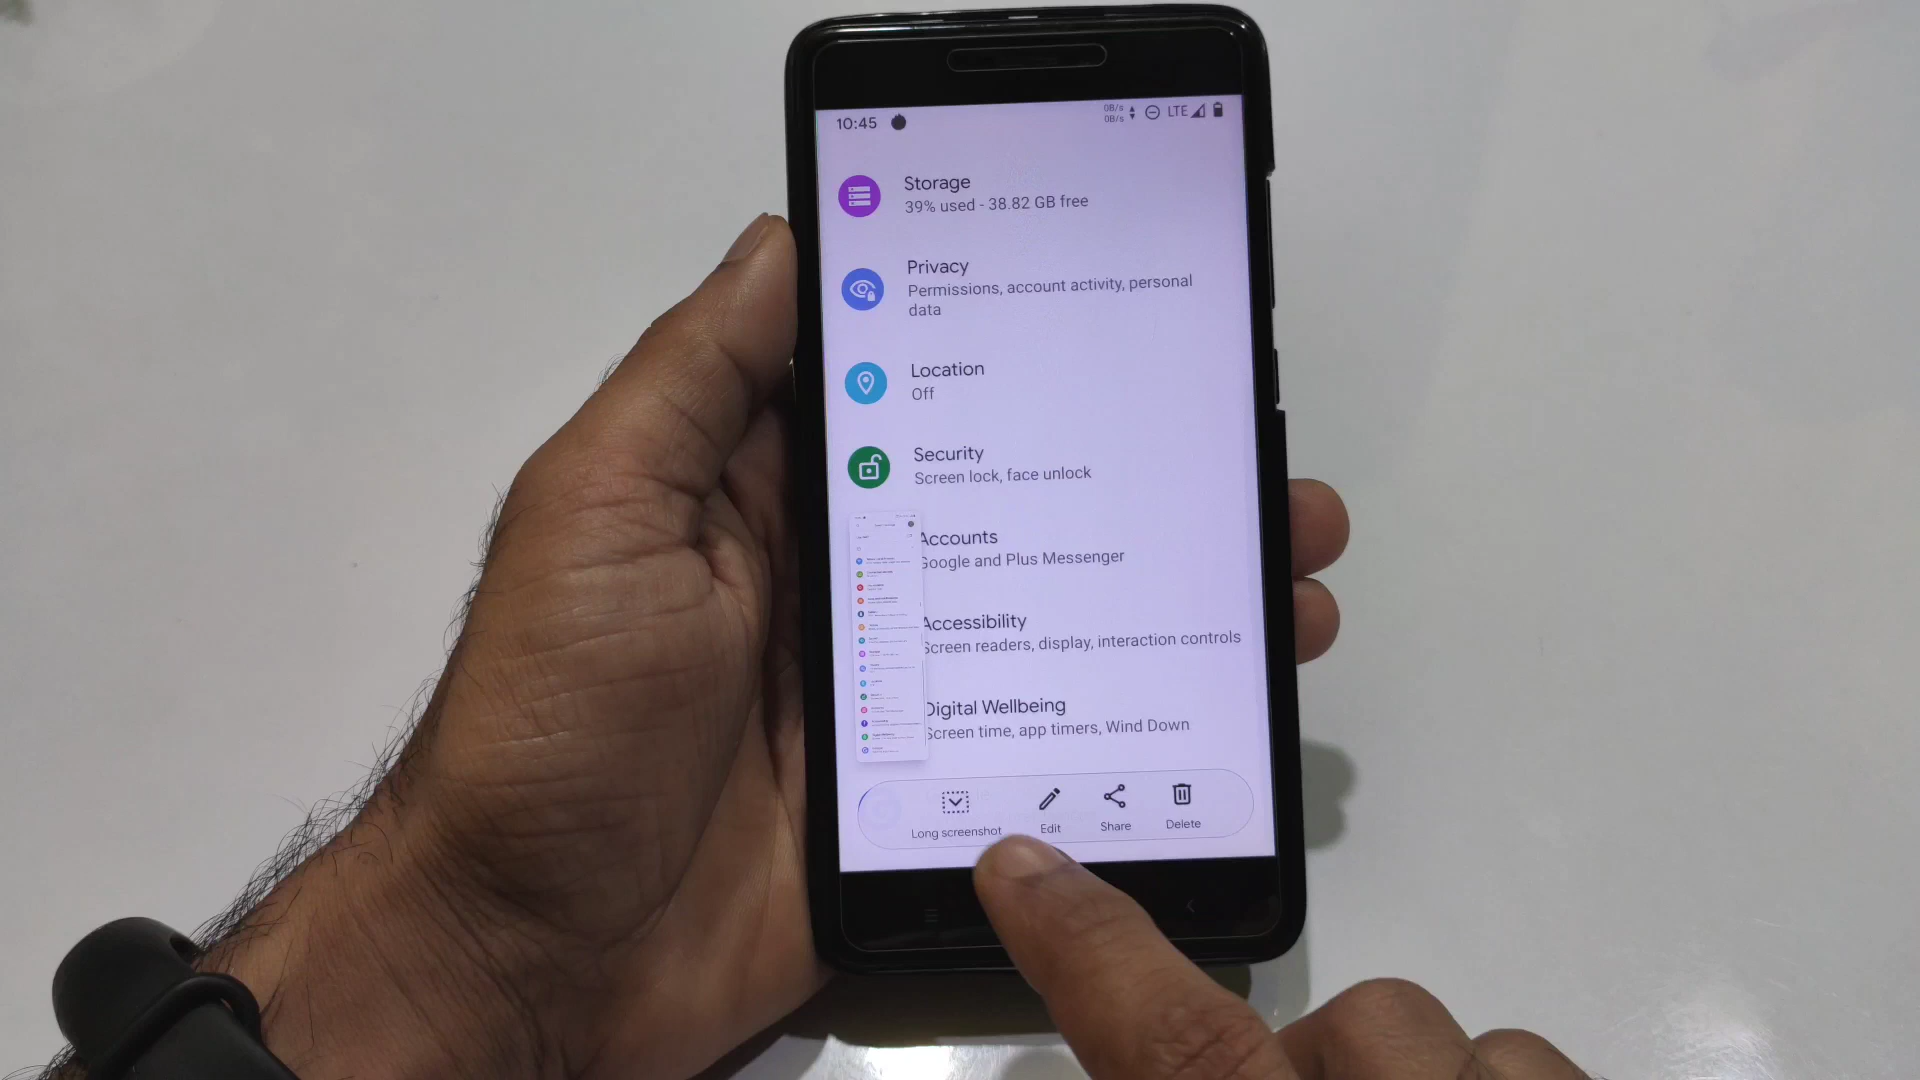 10:45
0B/s
0B/s
LTE
Storage
39% used - 38.82 GB free
Privacy
Permissions, account activity, personal
data
Location
Off
Security
Screen lock, face unlock
Accounts
Google and Plus Messenger
Accessibility
Screen readers, display, interaction controls
Digital Wellbeing
Screen time, app timers, Wind Down
Long screenshot
Edit
Share
Delete